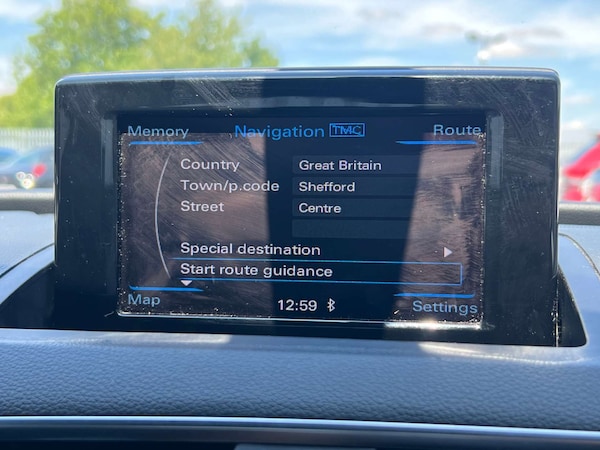 Memory Navigation TMC Route
Country Great Britain
Town/p.code Shefford
Street Centre
Special destination
Start route guidance
Map 12:59 Settings